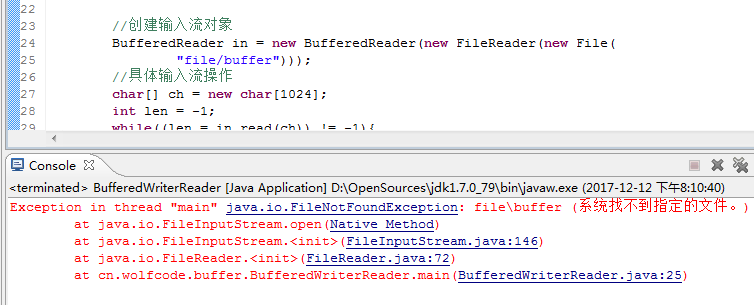 22
23 //创建输入流对象
24 BufferedReader in = new BufferedReader(new FileReader(new File(
25 "file/buffer")));
26 //具体输入流操作
27 char[] ch = new char[1024];
28 int len = -1;
29 while((len = in.read(ch)) != -1){
Console
<terminated> BufferedWriterReader [Java Application] D:\OpenSources\jdk1.7.0_79\bin\javaw.exe (2017-12-12 下午8:10:40)
Exception in thread "main" java.io.FileNotFoundException: file\buffer (系统找不到指定的文件。)
at java.io.FileInputStream.open(Native Method)
at java.io.FileInputStream.<init>(FileInputStream.java:146)
at java.io.FileReader.<init>(FileReader.java:72)
at cn.wolfcode.buffer.BufferedWriterReader.main(BufferedWriterReader.java:25)